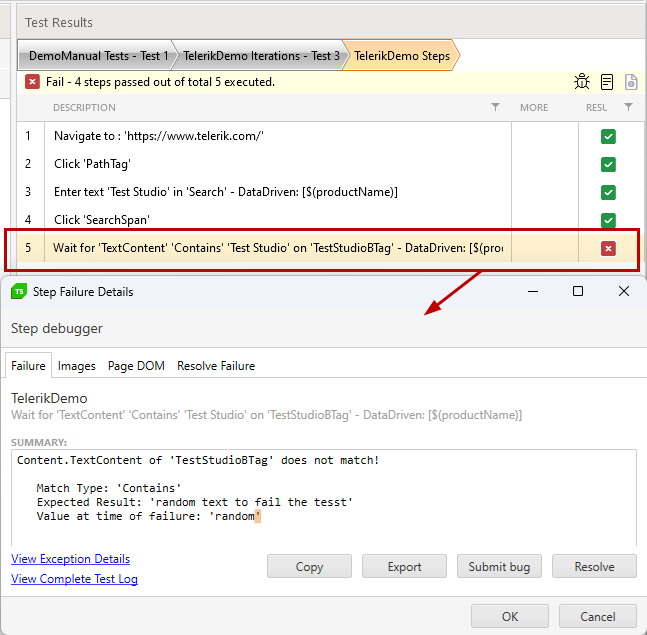 Test Results
DemoManual Tests - Test 1 TelerikDemo Iterations - Test 3 TelerikDemo Steps
Fail - 4 steps passed out of total 5 executed.
DESCRIPTION MORE RESU
1 Navigate to : 'https://www.telerik.com/'
2 Click 'PathTag'
3 Enter text 'Test Studio' in 'Search' - DataDriven: [$(productName)]
4 Click 'SearchSpan'
5 Wait for 'TextContent' 'Contains' 'Test Studio' on 'TestStudioBTag' - DataDriven: [$(pro
TS Step Failure Details
Step debugger
Failure Images Page DOM Resolve Failure
TelerikDemo
Wait for 'TextContent' 'Contains' 'Test Studio' on 'TestStudioBTag' - DataDriven: [$(productName)]
SUMMARY:
Content.TextContent of 'TestStudioBTag' does not match!
Match Type: 'Contains'
Expected Result: 'random text to fail the tesst'
Value at time of failure: 'random'
View Exception Details
View Complete Test Log
Copy Export Submit bug Resolve
OK Cancel